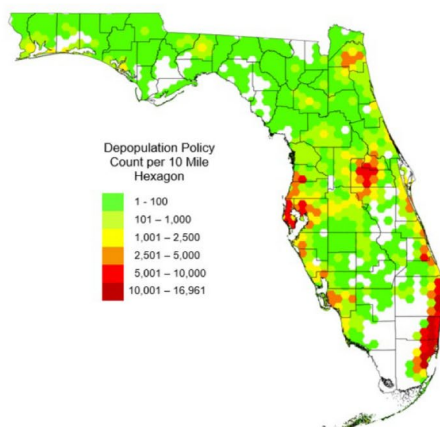 Depopulation Policy
Count per 10 Mile
Hexagon
1 - 100
101 – 1,000
1,001 – 2,500
2,501 – 5,000
5,001 – 10,000
10,001 – 16,961